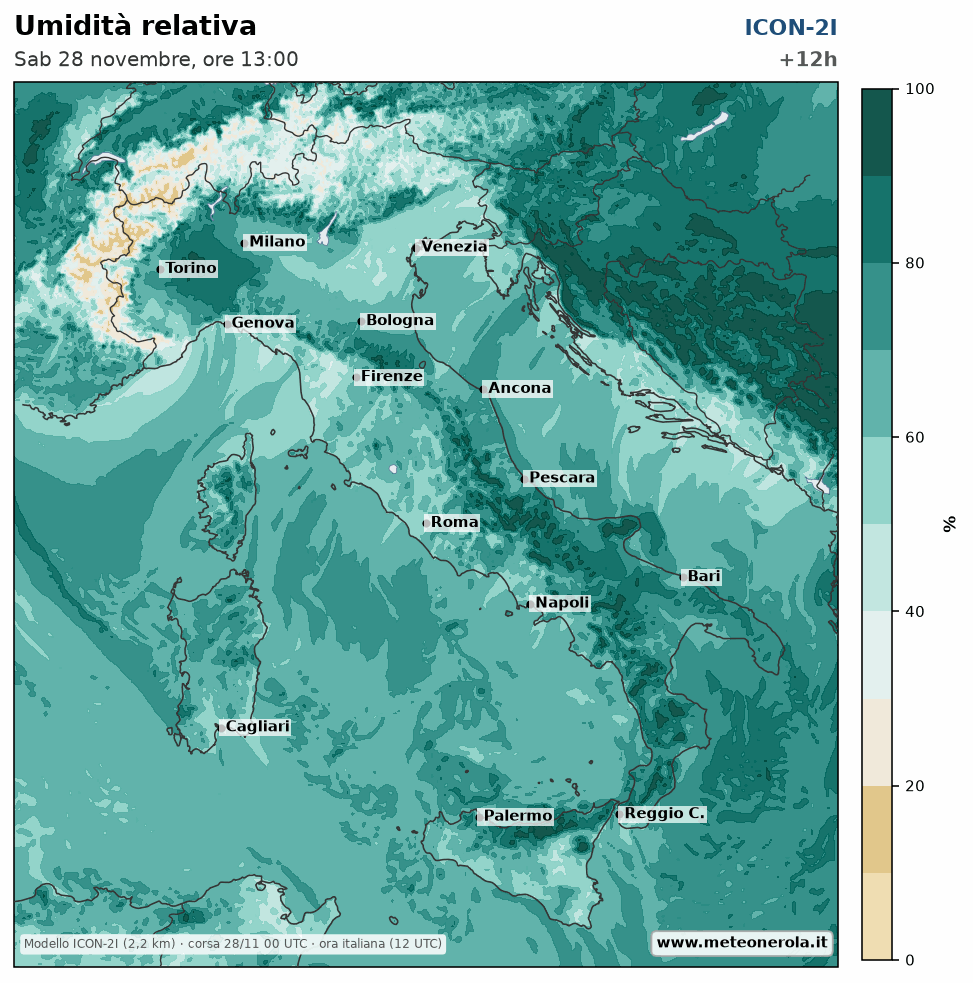 Umidità relativa
ICON-2I
Sab 28 novembre, ore 13:00
+12h
100
80
60
40
20
0
%
Milano
Venezia
Torino
Genova
Bologna
Firenze
Ancona
Pescara
Roma
Bari
Napoli
Cagliari
Palermo
Reggio C.
Modello ICON-2I (2,2 km) · corsa 28/11 00 UTC · ora italiana (12 UTC)
www.meteonerola.it